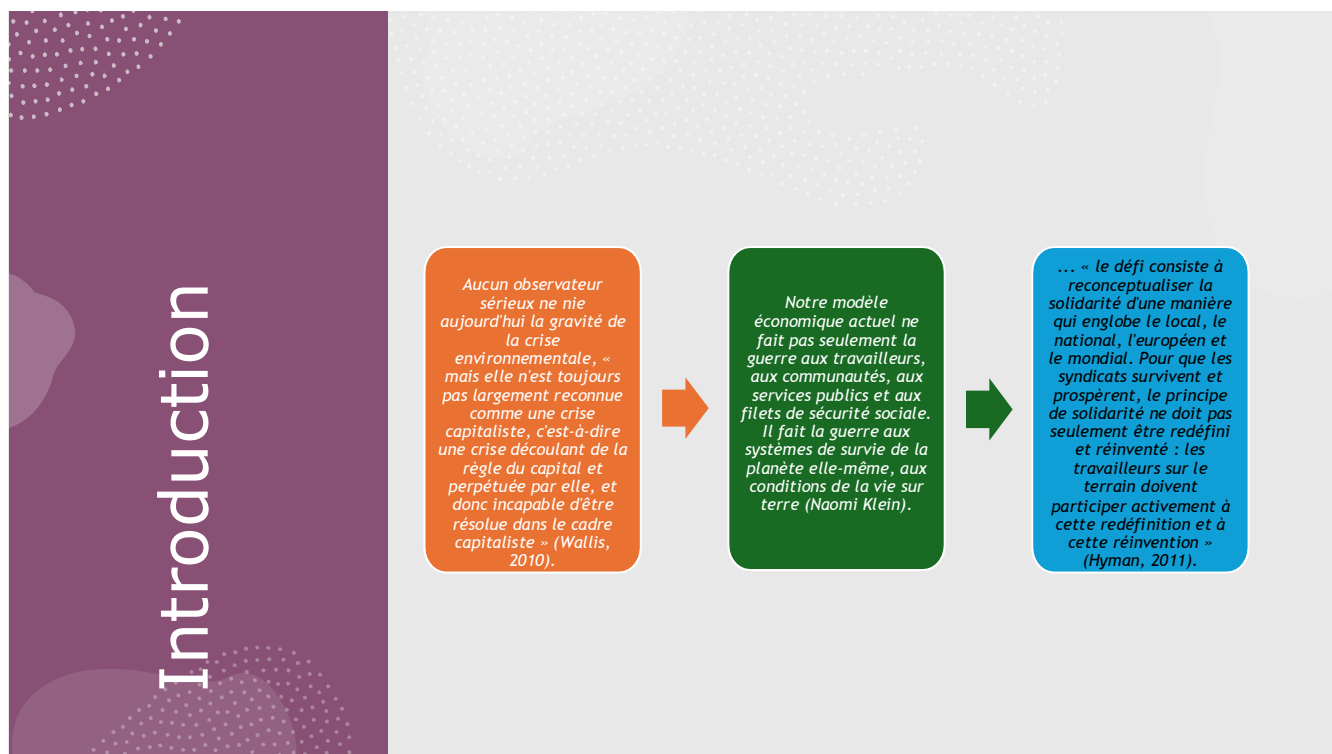 Introduction
Aucun observateur
sérieux ne nie
aujourd'hui la gravité de
la crise
environnementale, «
mais elle n'est toujours
pas largement reconnue
comme une crise
capitaliste, c'est-à-dire
une crise découlant de la
règle du capital et
perpétuée par elle, et
donc incapable d'être
résolue dans le cadre
capitaliste » (Wallis,
2010).
Notre modèle
économique actuel ne
fait pas seulement la
guerre aux travailleurs,
aux communautés, aux
services publics et aux
filets de sécurité sociale.
Il fait la guerre aux
systèmes de survie de la
planète elle-même, aux
conditions de la vie sur
terre (Naomi Klein).
... « le défi consiste à
reconceptualiser la
solidarité d'une manière
qui englobe le local, le
national, l'européen et
le mondial. Pour que les
syndicats survivent et
prospèrent, le principe
de solidarité ne doit pas
seulement être redéfini
et réinventé : les
travailleurs sur le
terrain doivent
participer activement à
cette redéfinition et à
cette réinvention »
(Hyman, 2011).